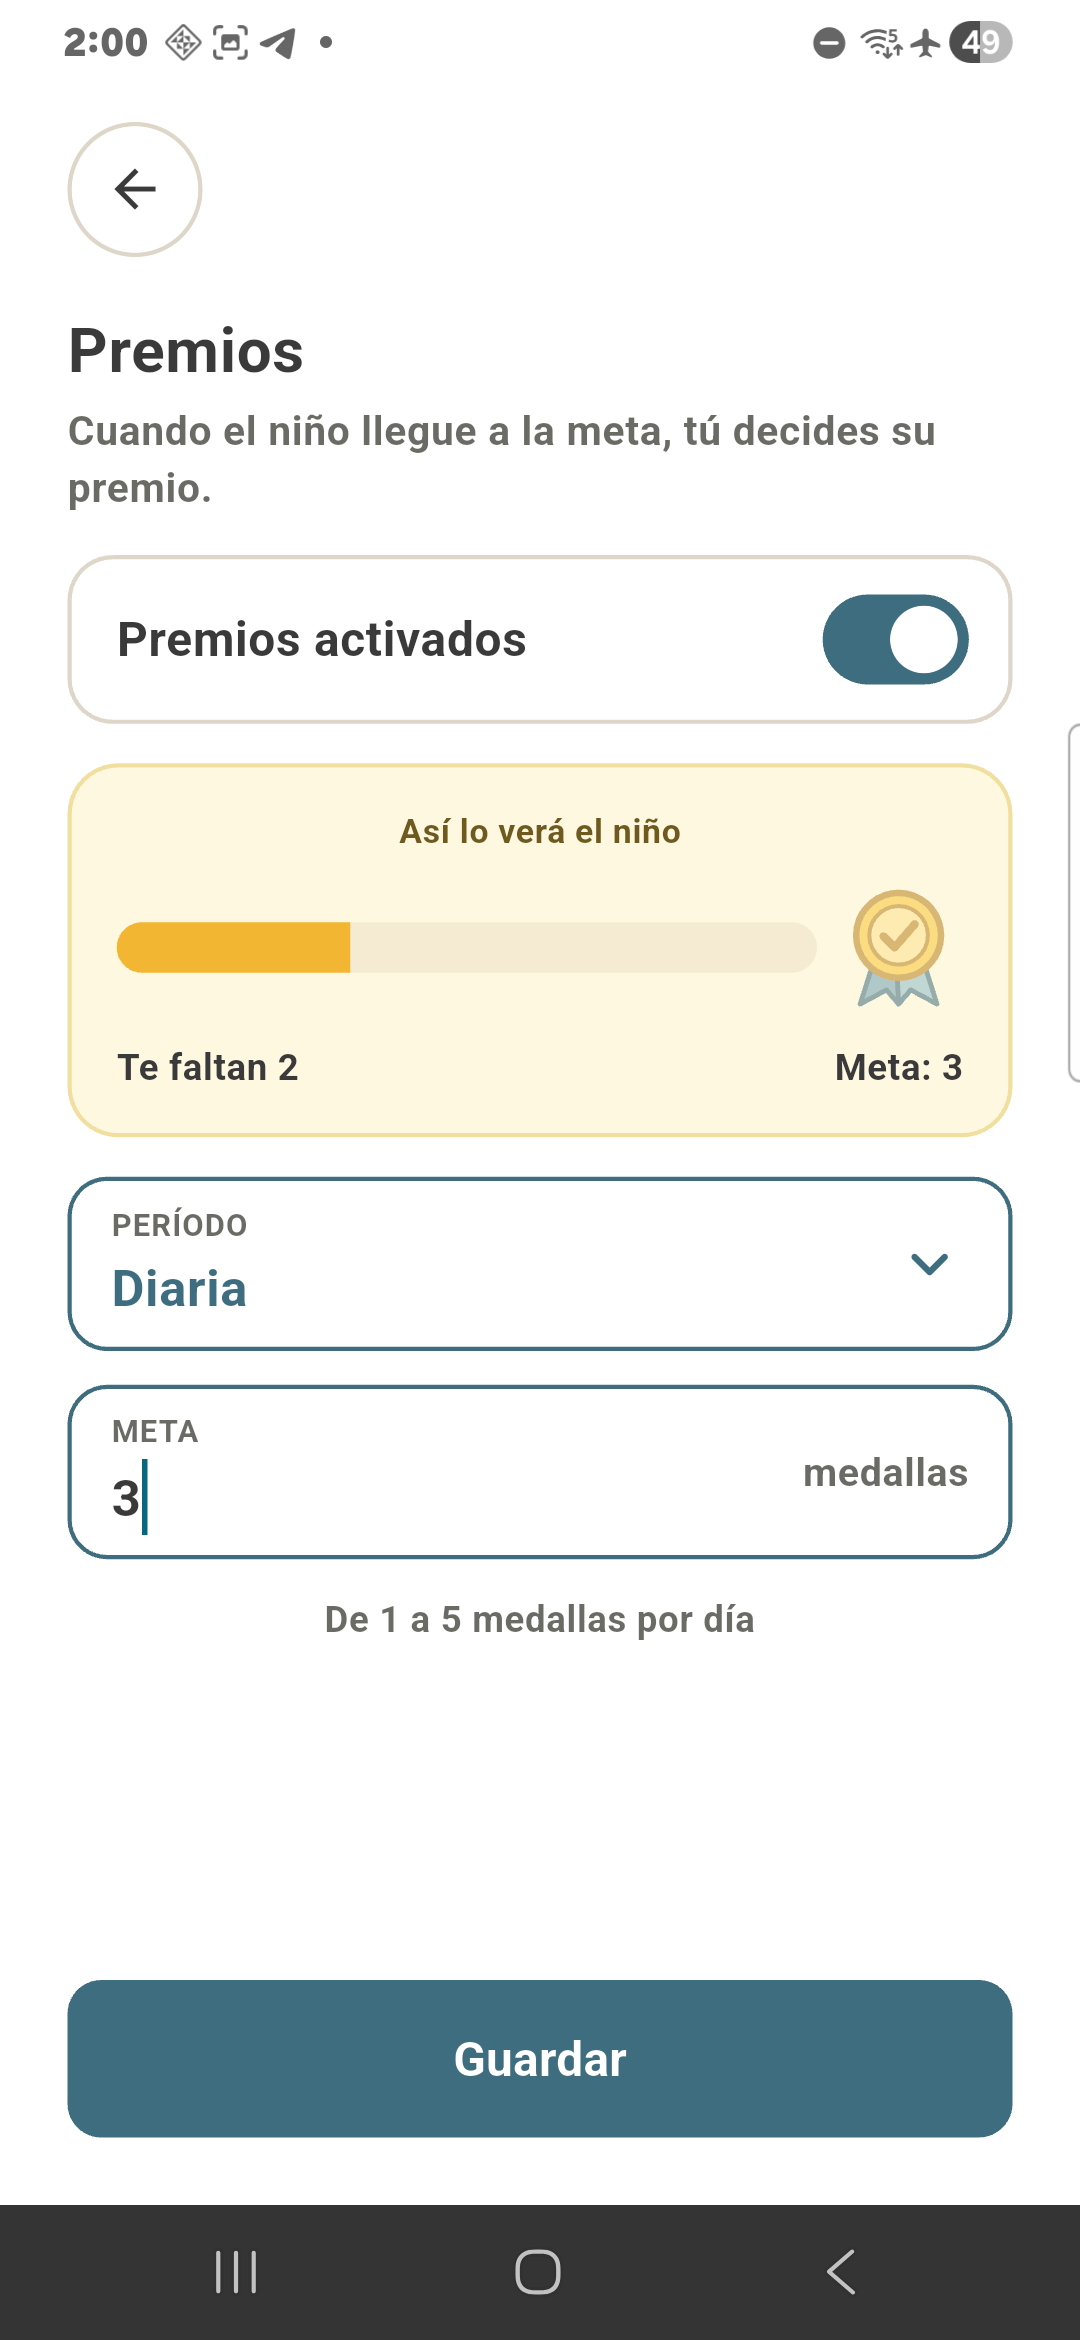 2:00
5
49
Premios
Cuando el niño llegue a la meta, tú decides su
premio.
Premios activados
Así lo verá el niño
Te faltan 2
Meta: 3
PERÍODO
Diaria
META
3
medallas
De 1 a 5 medallas por día
Guardar